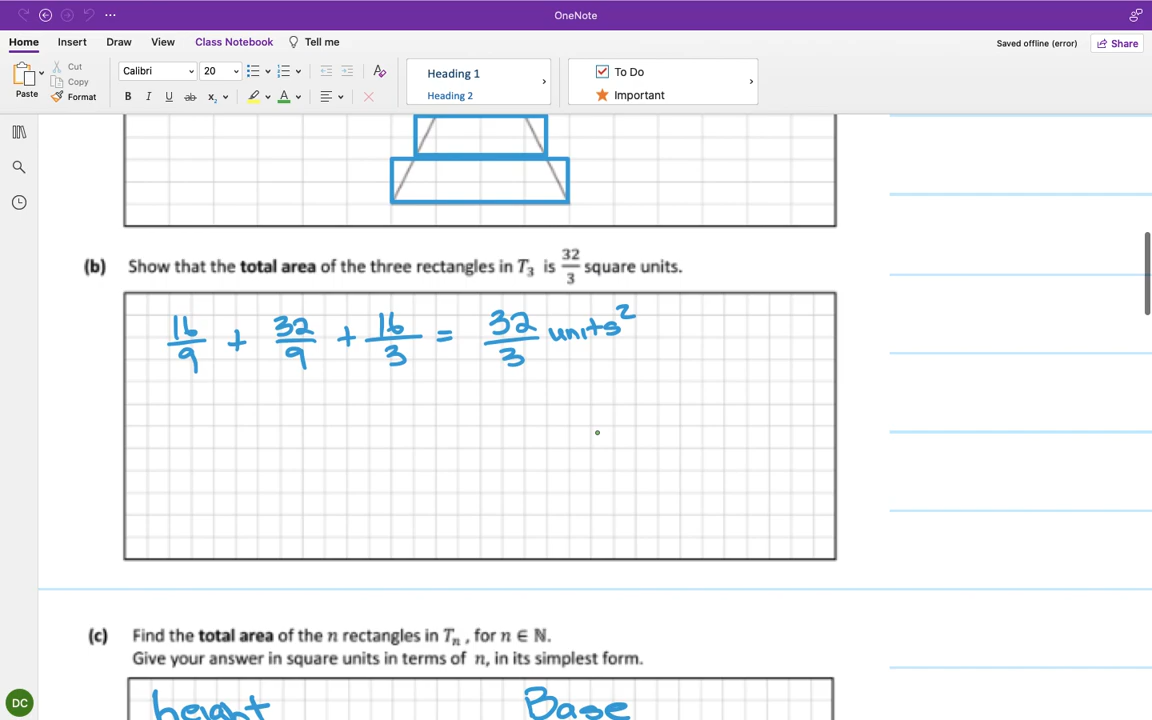 OneNote
Home Insert Draw View Class Notebook Tell me
Saved offline (error) Share
Paste Cut Copy Format
Calibri 20
B I U ab x₂ A
Heading 1
Heading 2
To Do
Important
(b) Show that the total area of the three rectangles in T₃ is 32/3 square units.
16/9 + 32/9 + 16/3 = 32/3 units²
(c) Find the total area of the n rectangles in Tₙ , for n ∈ ℕ.
Give your answer in square units in terms of n, in its simplest form.
height Base
DC